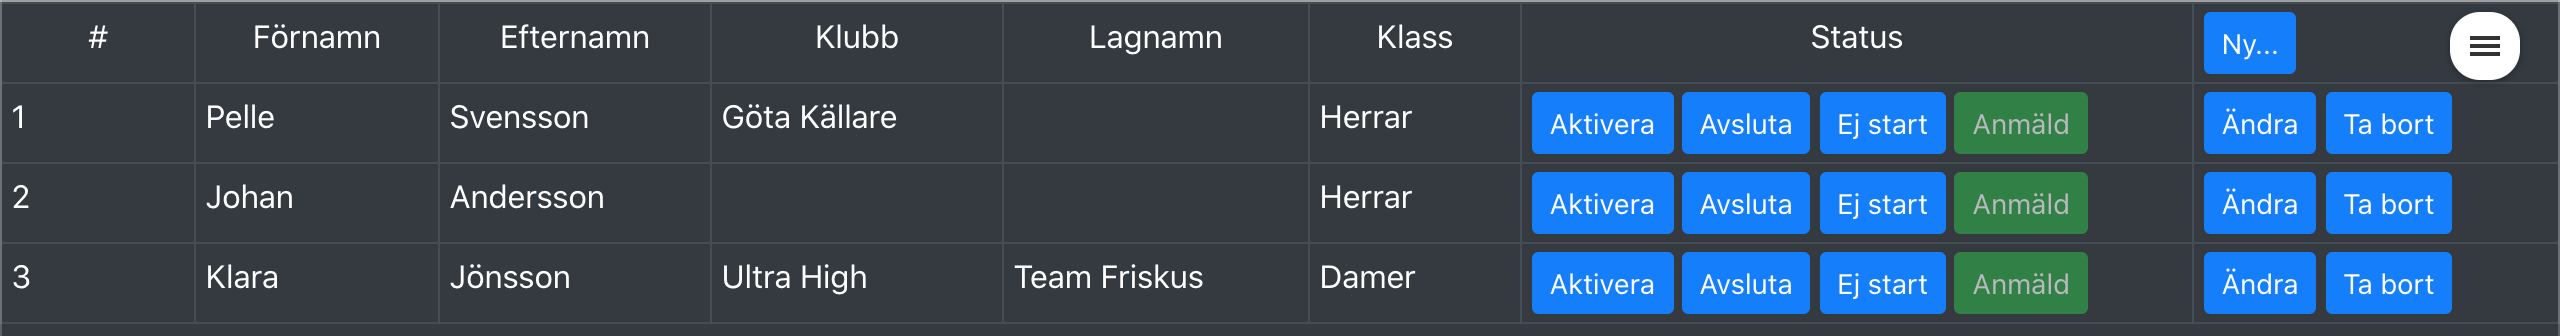 # Förnamn Efternamn Klubb Lagnamn Klass Status Ny...
1 Pelle Svensson Göta Källare Herrar Aktivera Avsluta Ej start Anmäld Ändra Ta bort
2 Johan Andersson Herrar Aktivera Avsluta Ej start Anmäld Ändra Ta bort
3 Klara Jönsson Ultra High Team Friskus Damer Aktivera Avsluta Ej start Anmäld Ändra Ta bort